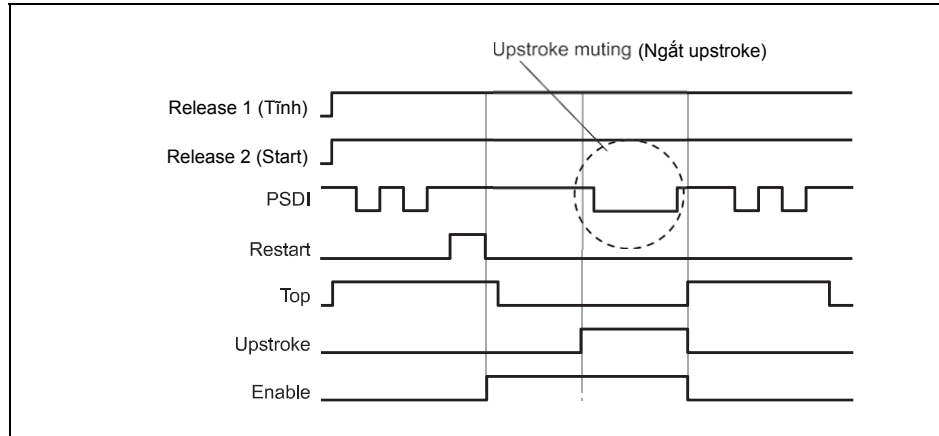 Upstroke muting (Ngắt upstroke)
Release 1 (Tĩnh)
Release 2 (Start)
PSDI
Restart
Top
Upstroke
Enable